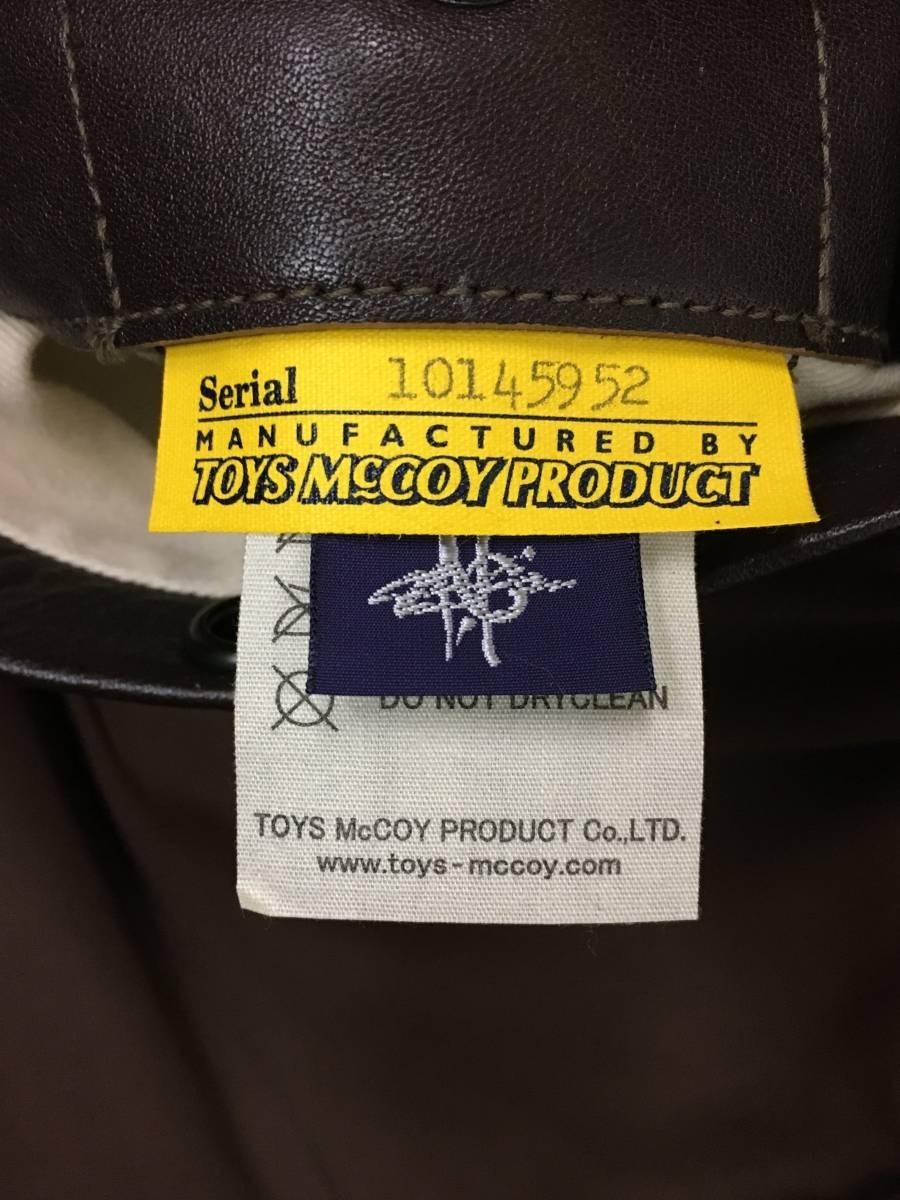 Serial 10145952
MANUFACTURED BY
TOYS McCOY PRODUCT
DO NOT DRYCLEAN
TOYS McCOY PRODUCT Co.,LTD.
www.toys-mccoy.com